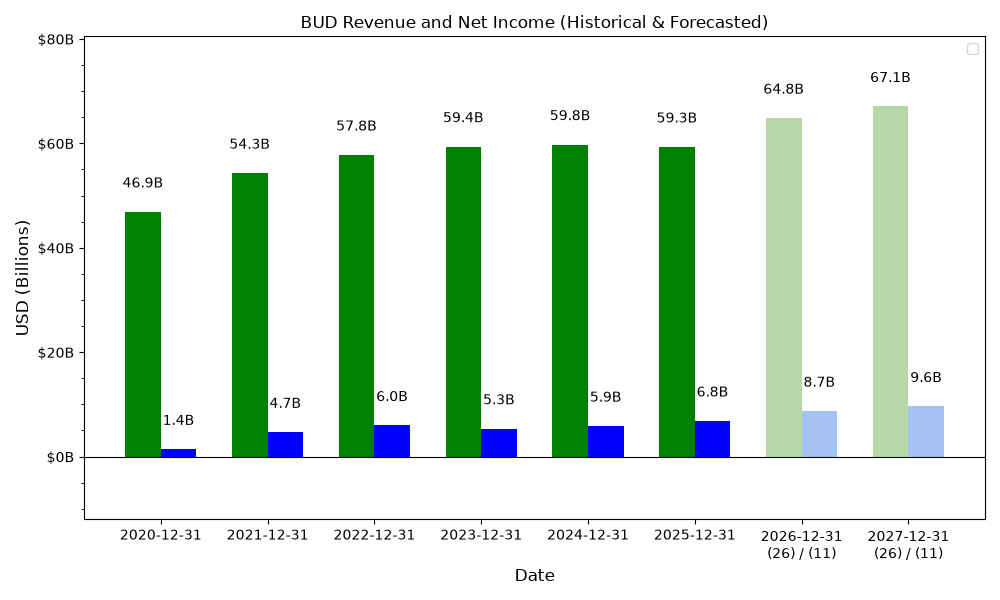 BUD Revenue and Net Income (Historical & Forecasted)
$80B
$60B
$40B
$20B
$0B
USD (Billions)
46.9B
1.4B
54.3B
4.7B
57.8B
6.0B
59.4B
5.3B
59.8B
5.9B
59.3B
6.8B
64.8B
8.7B
67.1B
9.6B
2020-12-31
2021-12-31
2022-12-31
2023-12-31
2024-12-31
2025-12-31
2026-12-31
(26) / (11)
2027-12-31
(26) / (11)
Date